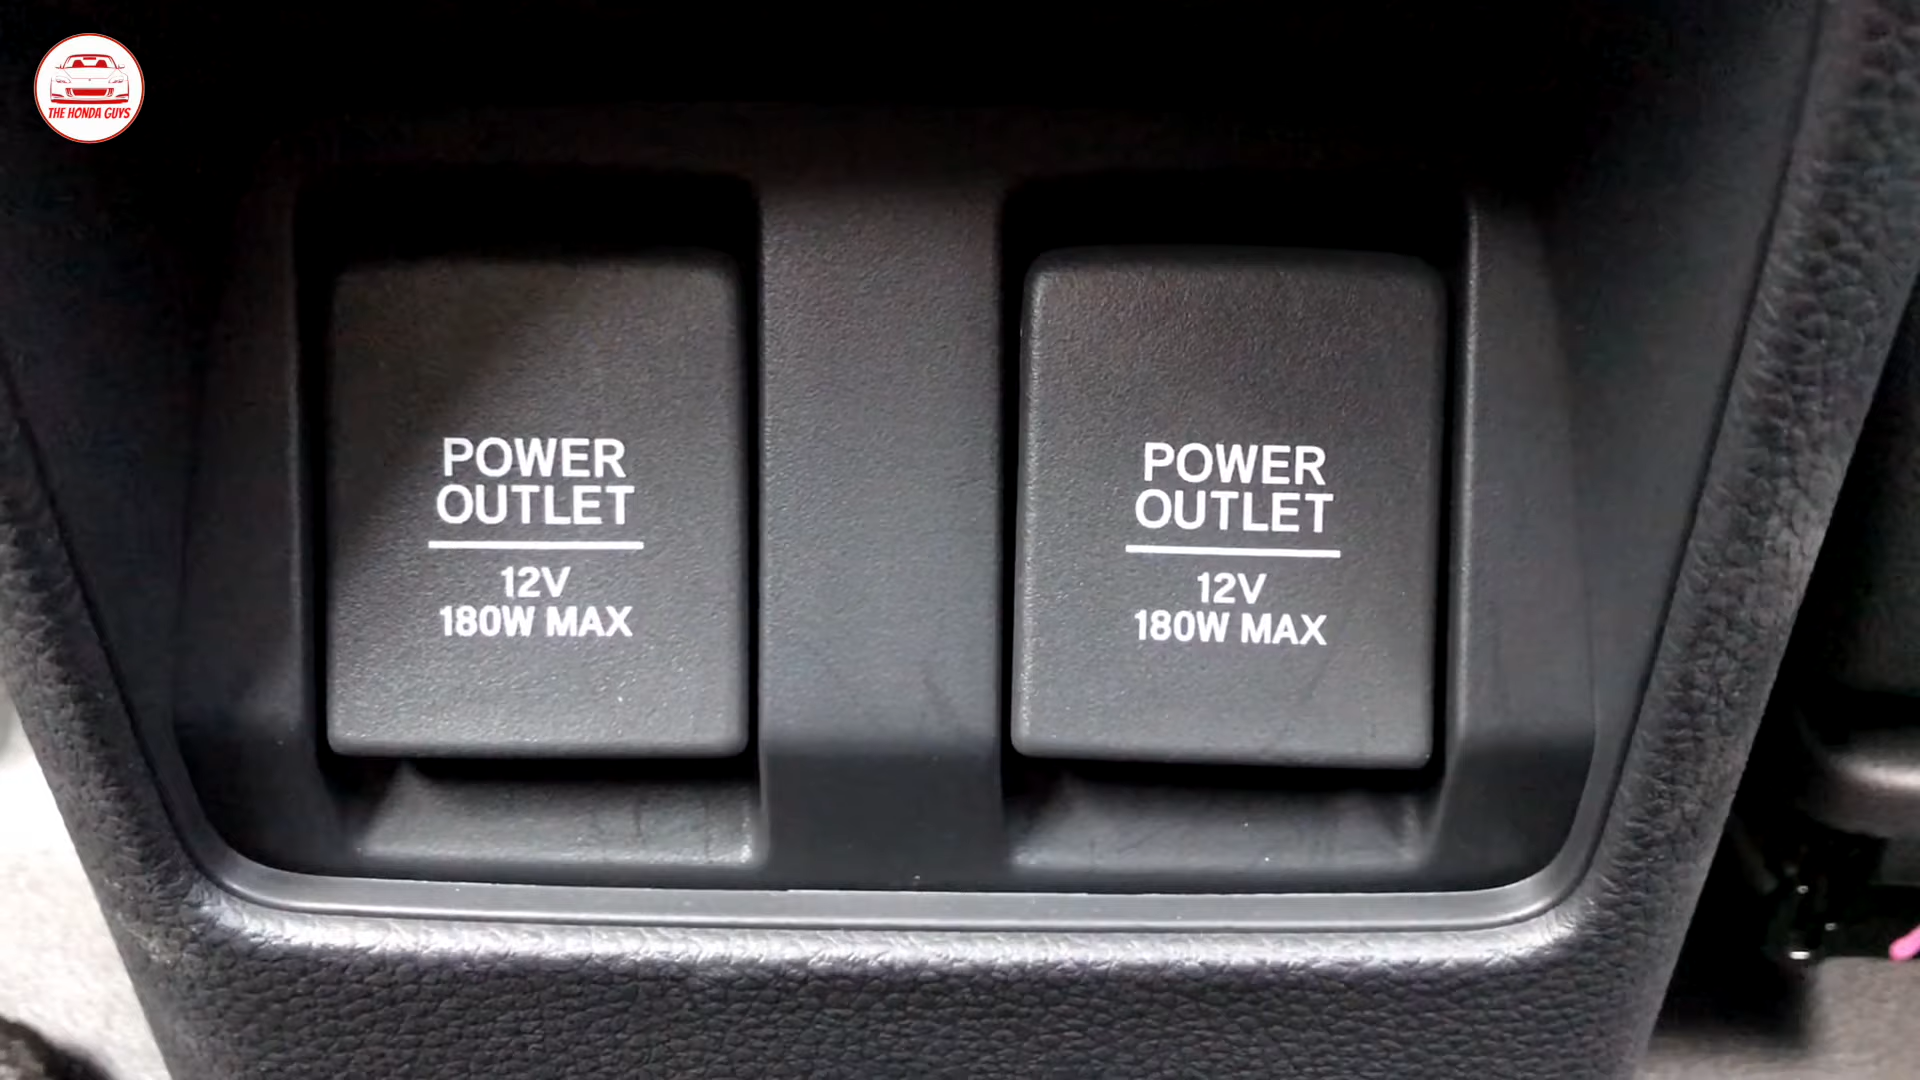 THE HONDA GUYS
POWER
OUTLET
12V
180W MAX
POWER
OUTLET
12V
180W MAX